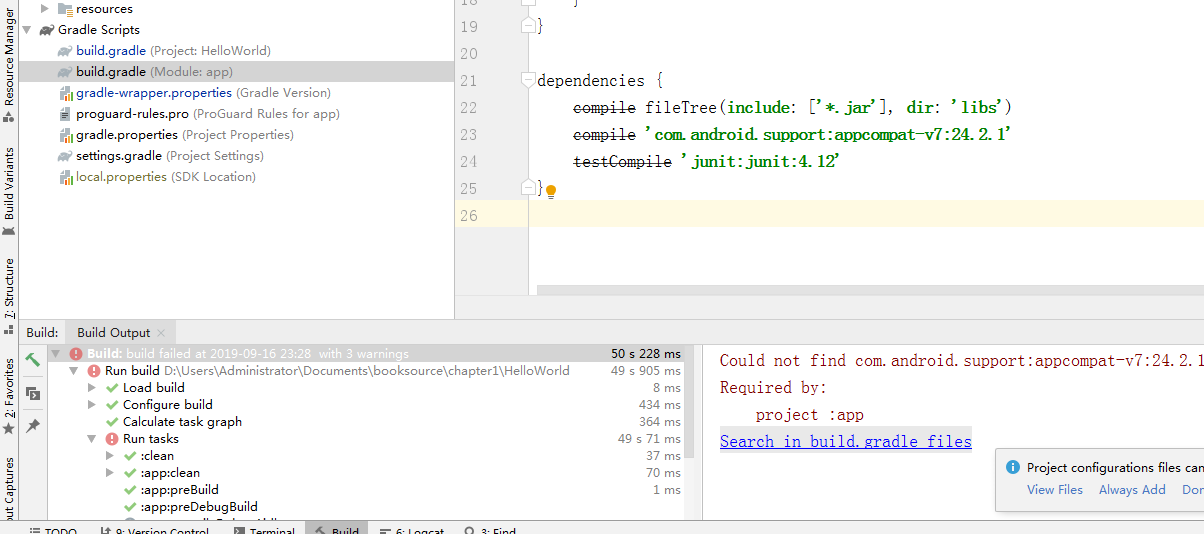 Resource Manager
Build Variants
7: Structure
2: Favorites
resources
Gradle Scripts
build.gradle (Project: HelloWorld)
build.gradle (Module: app)
gradle-wrapper.properties (Gradle Version)
proguard-rules.pro (ProGuard Rules for app)
gradle.properties (Project Properties)
settings.gradle (Project Settings)
local.properties (SDK Location)
18 }
19 }
20
21 dependencies {
22 compile fileTree(include: ['*.jar'], dir: 'libs')
23 compile 'com.android.support:appcompat-v7:24.2.1'
24 testCompile 'junit:junit:4.12'
25 }
26
Build: Build Output
Build: build failed at 2019-09-16 23:28 with 3 warnings 50 s 228 ms
Run build D:\Users\Administrator\Documents\booksource\chapter1\HelloWorld 49 s 905 ms
Load build 8 ms
Configure build 434 ms
Calculate task graph 364 ms
Run tasks 49 s 71 ms
:clean 37 ms
:app:clean 70 ms
:app:preBuild 1 ms
:app:preDebugBuild
Could not find com.android.support:appcompat-v7:24.2.1
Required by:
project :app
Search in build.gradle files
Project configurations files can
View Files Always Add Don
TODO 9: Version Control Terminal Build 6: Logcat 3: Find